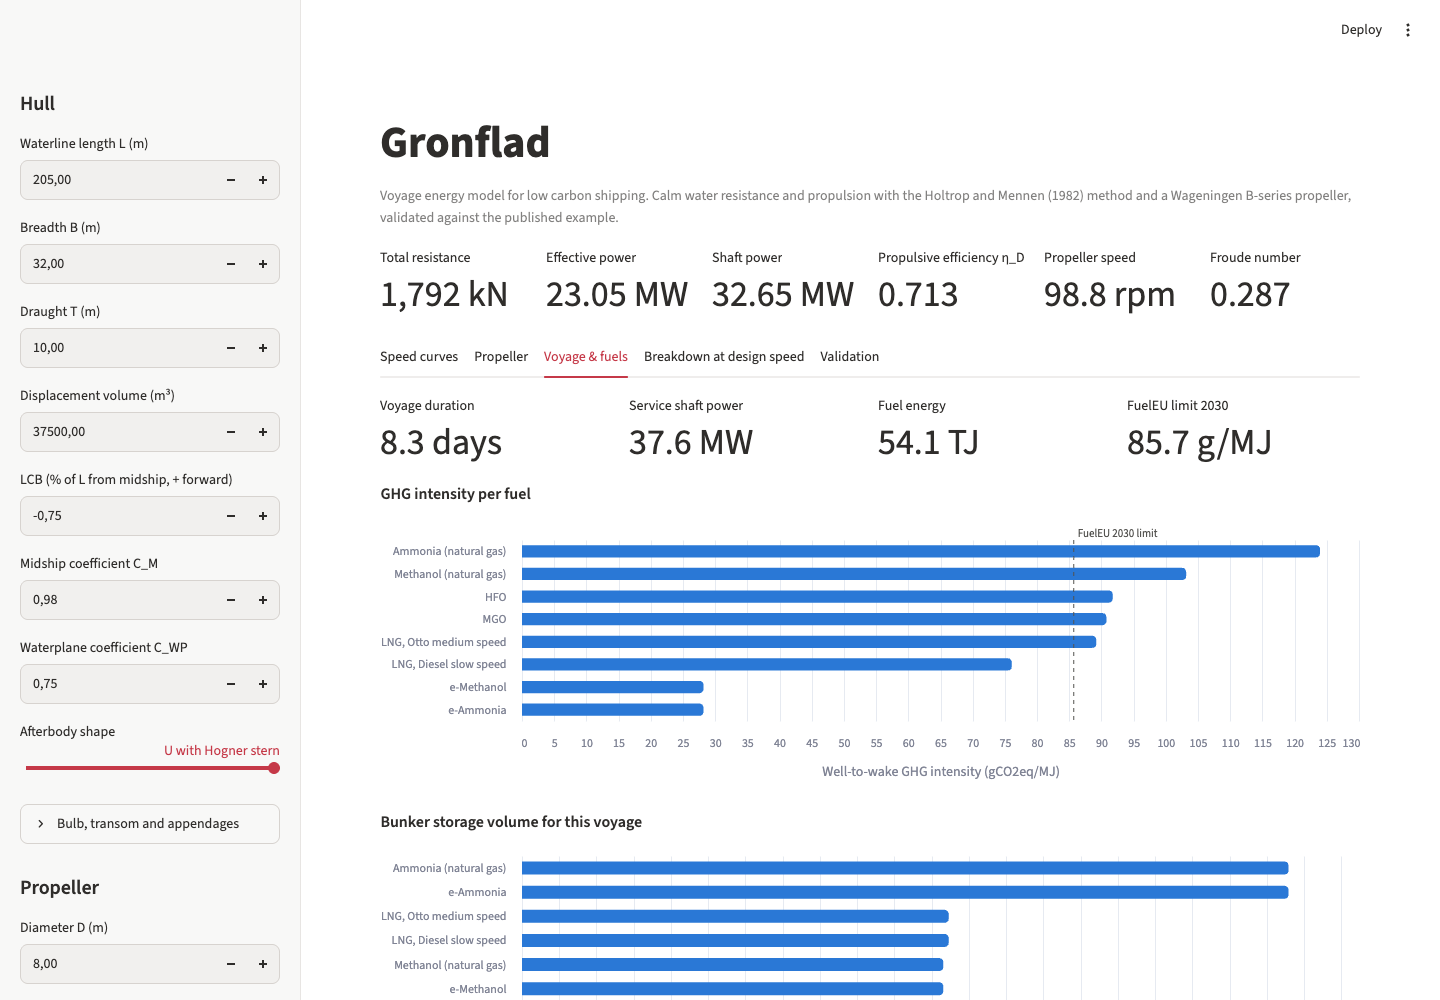 Deploy
Hull
Waterline length L (m)
205,00
Breadth B (m)
32,00
Draught T (m)
10,00
Displacement volume (m³)
37500,00
LCB (% of L from midship, + forward)
-0,75
Midship coefficient C_M
0,98
Waterplane coefficient C_WP
0,75
Afterbody shape
U with Hogner stern
Bulb, transom and appendages
Propeller
Diameter D (m)
8,00
Gronflad
Voyage energy model for low carbon shipping. Calm water resistance and propulsion with the Holtrop and Mennen (1982) method and a Wageningen B-series propeller,
validated against the published example.
Total resistance Effective power Shaft power Propulsive efficiency η_D Propeller speed Froude number
1,792 kN 23.05 MW 32.65 MW 0.713 98.8 rpm 0.287
Speed curves Propeller Voyage & fuels Breakdown at design speed Validation
Voyage duration Service shaft power Fuel energy FuelEU limit 2030
8.3 days 37.6 MW 54.1 TJ 85.7 g/MJ
GHG intensity per fuel
FuelEU 2030 limit
Ammonia (natural gas)
Methanol (natural gas)
HFO
MGO
LNG, Otto medium speed
LNG, Diesel slow speed
e-Methanol
e-Ammonia
0 5 10 15 20 25 30 35 40 45 50 55 60 65 70 75 80 85 90 95 100 105 110 115 120 125 130
Well-to-wake GHG intensity (gCO2eq/MJ)
Bunker storage volume for this voyage
Ammonia (natural gas)
e-Ammonia
LNG, Otto medium speed
LNG, Diesel slow speed
Methanol (natural gas)
e-Methanol